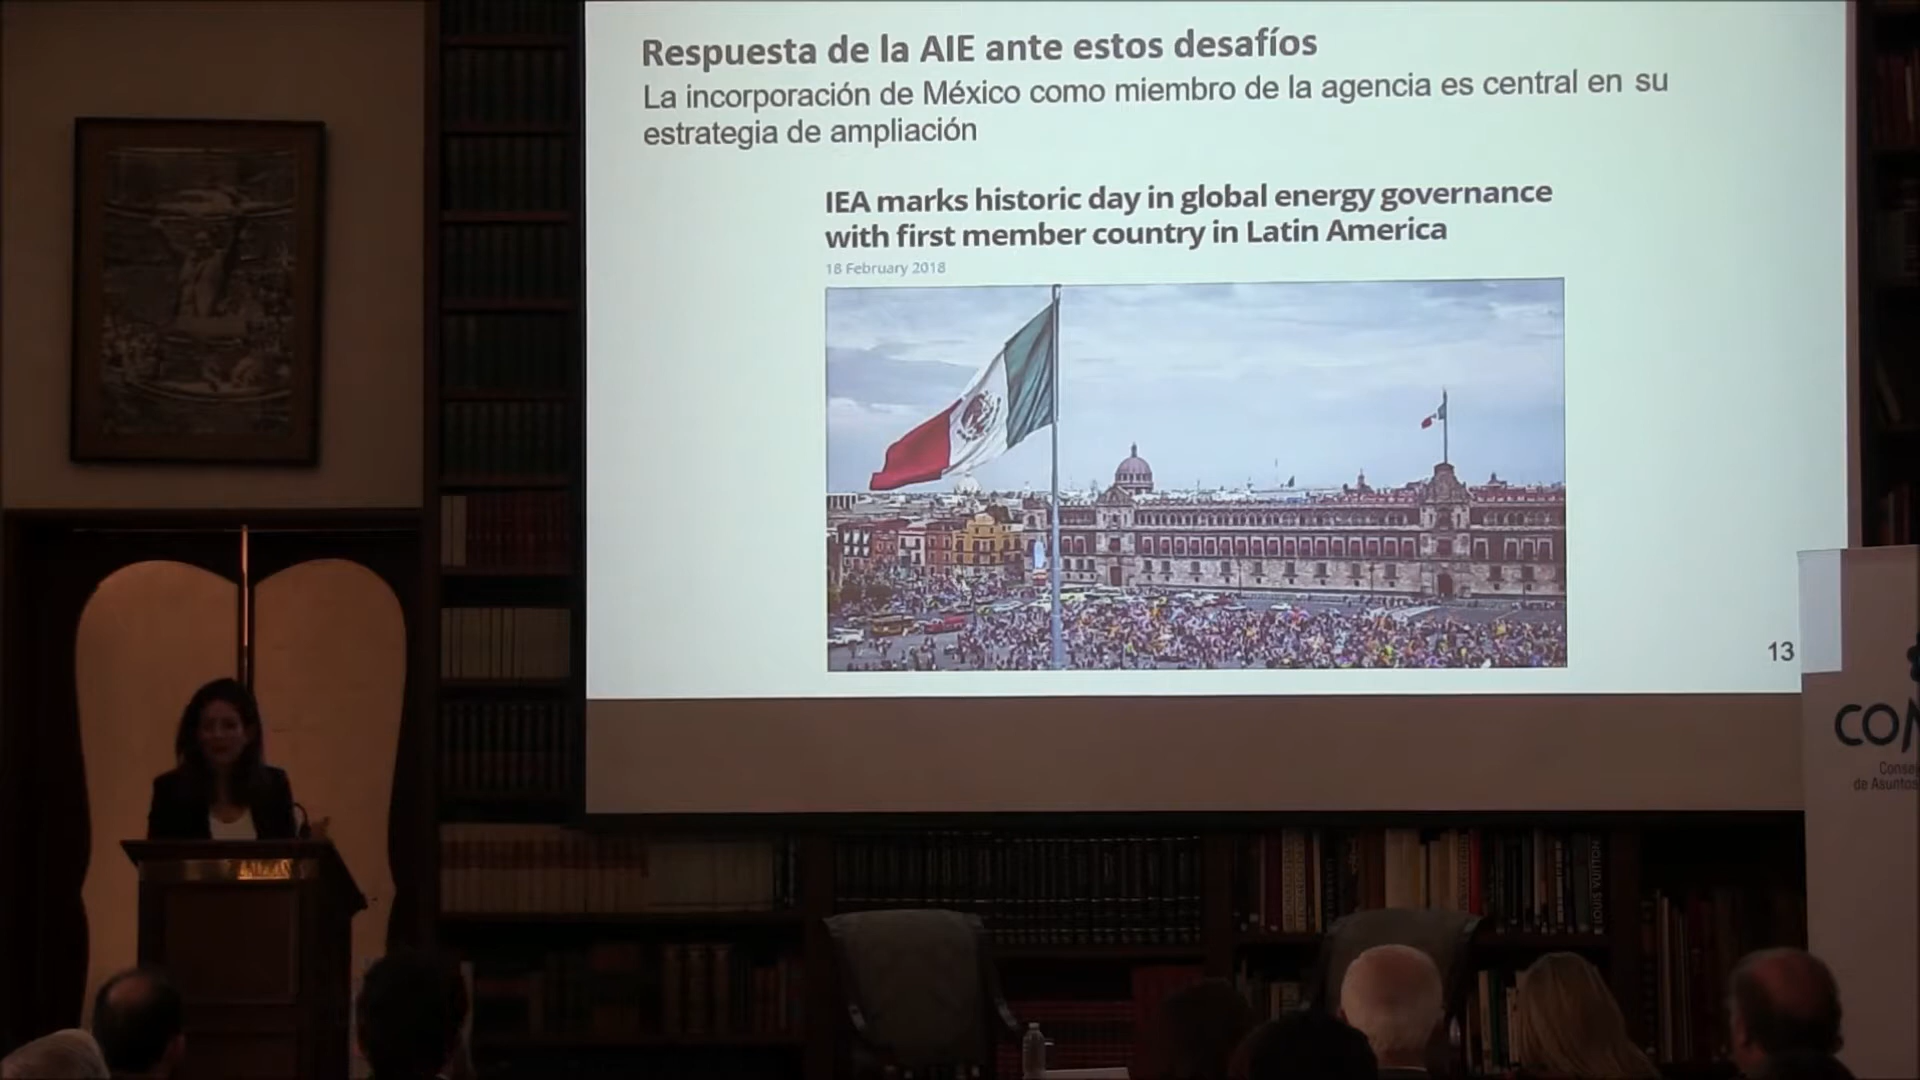 Respuesta de la AIE ante estos desafíos
La incorporación de México como miembro de la agencia es central en su
estrategia de ampliación
IEA marks historic day in global energy governance
with first member country in Latin America
18 February 2018
13
de Asuntos
LOUIS VUITTON